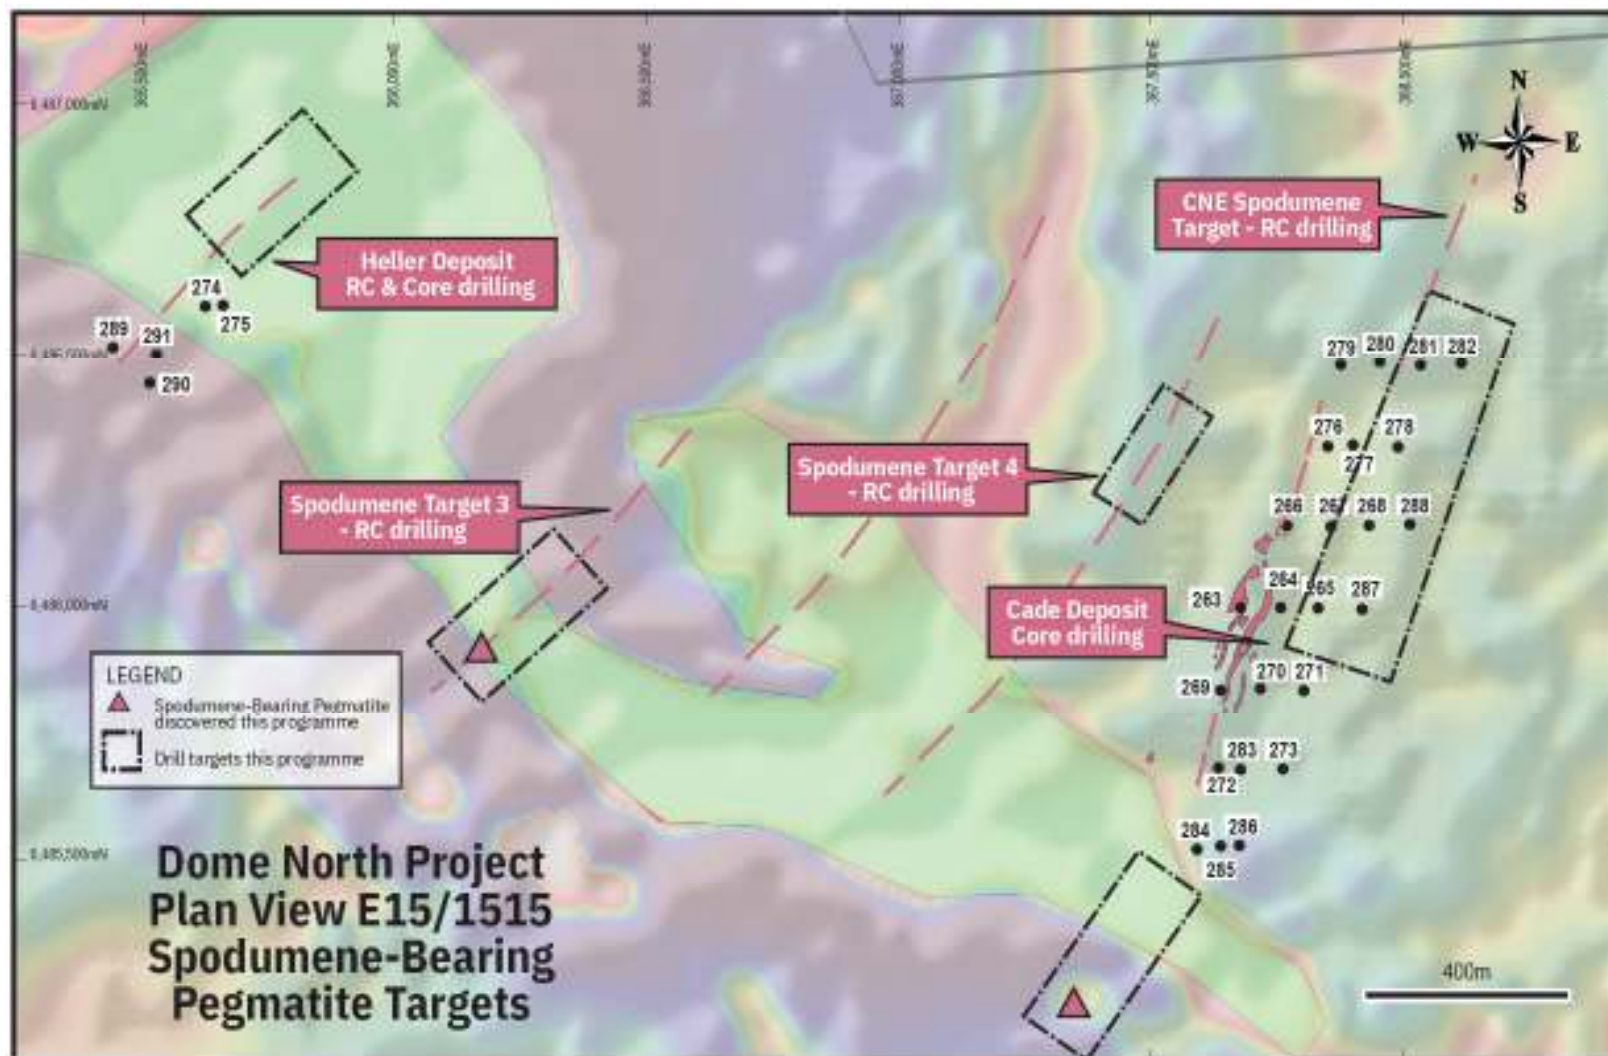 N
W E
S
CNE Spodumene
Target - RC drilling
Heller Deposit
RC & Core drilling
274
275
289
291
290
279
280
281
282
276
277
278
Spodumene Target 4
- RC drilling
Spodumene Target 3
- RC drilling
266
267
268
288
263
264
265
287
Cade Deposit
Core drilling
269
270
271
LEGEND
Spodumene-Bearing Pegmatite
discovered this programme
Drill targets this programme
283
273
272
284
286
285
Dome North Project
Plan View E15/1515
Spodumene-Bearing
Pegmatite Targets
400m